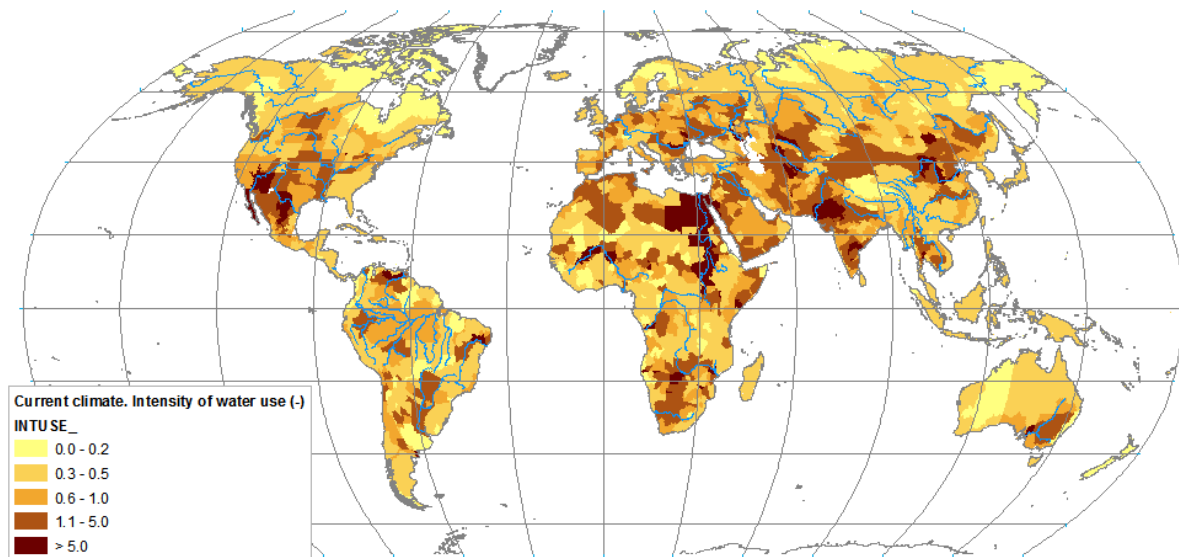 Current climate. Intensity of water use (-)
INTUSE_
0.0 - 0.2
0.3 - 0.5
0.6 - 1.0
1.1 - 5.0
> 5.0